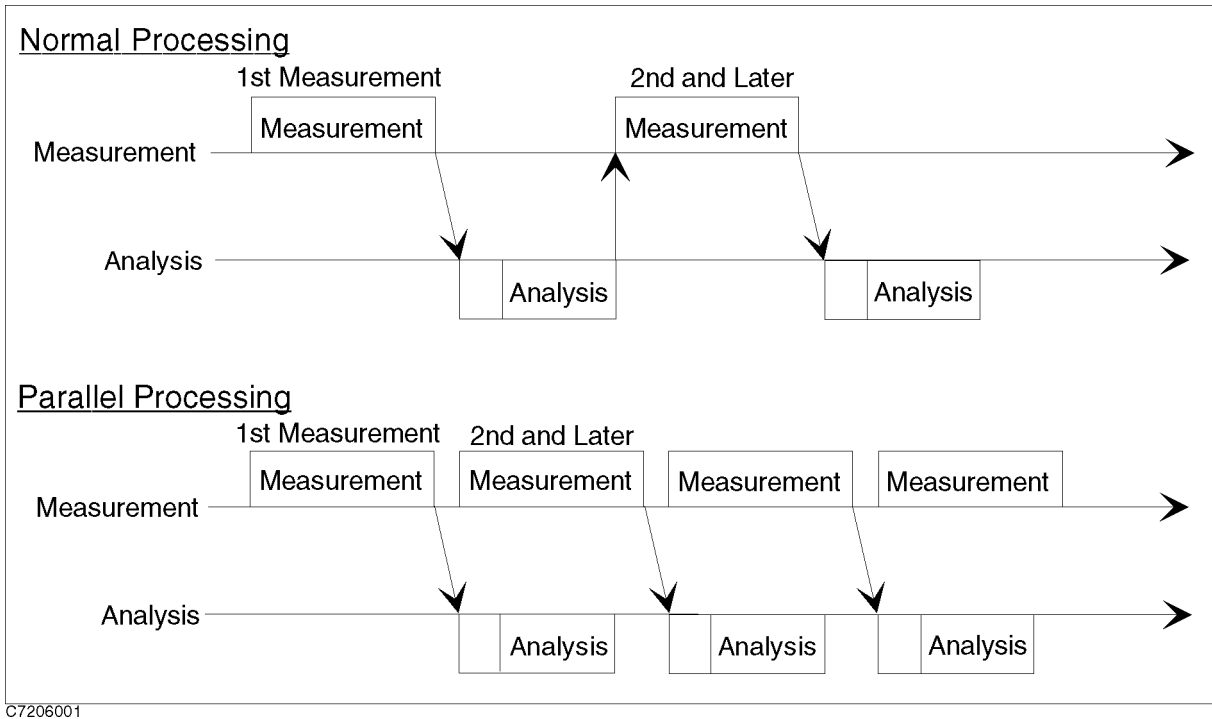 Normal Processing
1st Measurement
2nd and Later
Measurement
Measurement
Measurement
Analysis
Analysis
Analysis
Parallel Processing
1st Measurement
2nd and Later
Measurement
Measurement
Measurement
Measurement
Measurement
Analysis
Analysis
Analysis
Analysis
C7206001